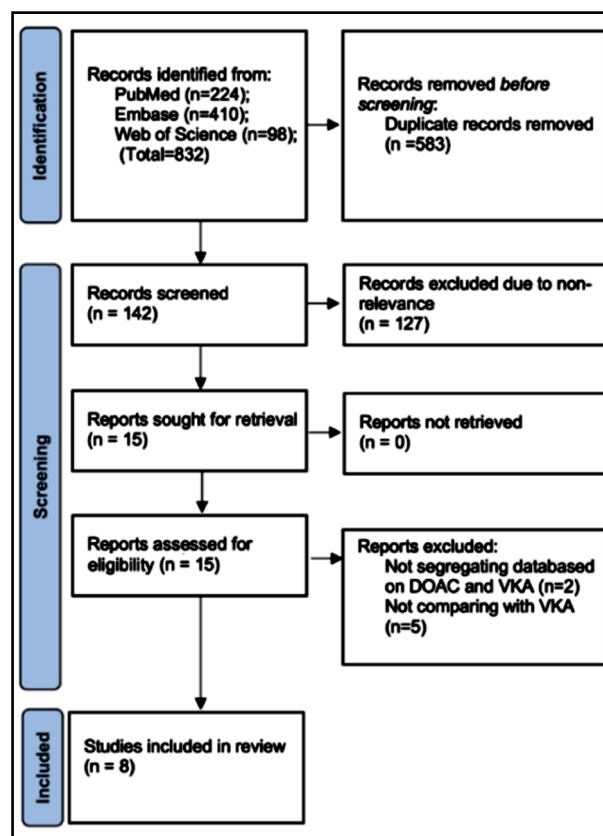 Identification
Records identified from:
PubMed (n=224);
Embase (n=410);
Web of Science (n=98);
(Total=832)
Records removed before
screening:
Duplicate records removed
(n =583)
Screening
Records screened
(n = 142)
Records excluded due to non-
relevance
(n = 127)
Reports sought for retrieval
(n = 15)
Reports not retrieved
(n = 0)
Reports assessed for
eligibility (n = 15)
Reports excluded:
Not segregating databased
on DOAC and VKA (n=2)
Not comparing with VKA
(n=5)
Included
Studies included in review
(n = 8)